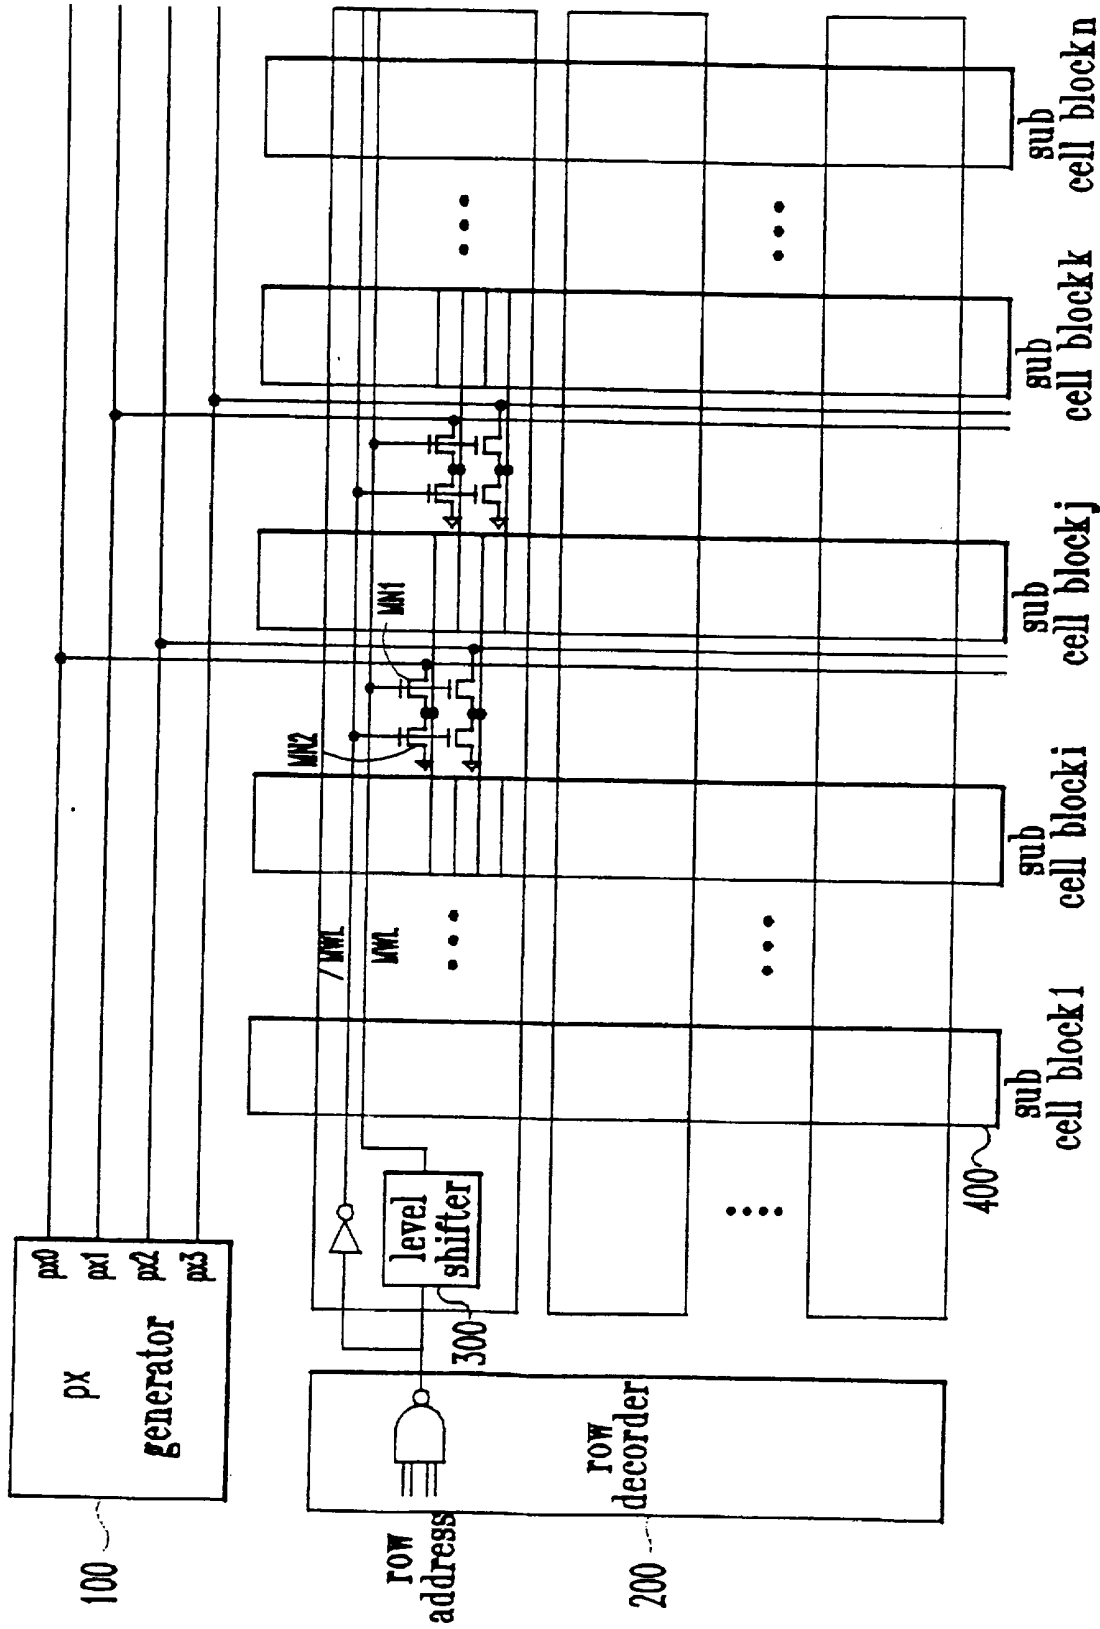 px0
px1
px2
px3
px
generator
100
/MWL
MWL
MN2
MN1
level
shifter
300
row
address
row
decorder
200
400
sub
cell block1
sub
cell blocki
sub
cell blockj
sub
cell blockk
sub
cell blockn